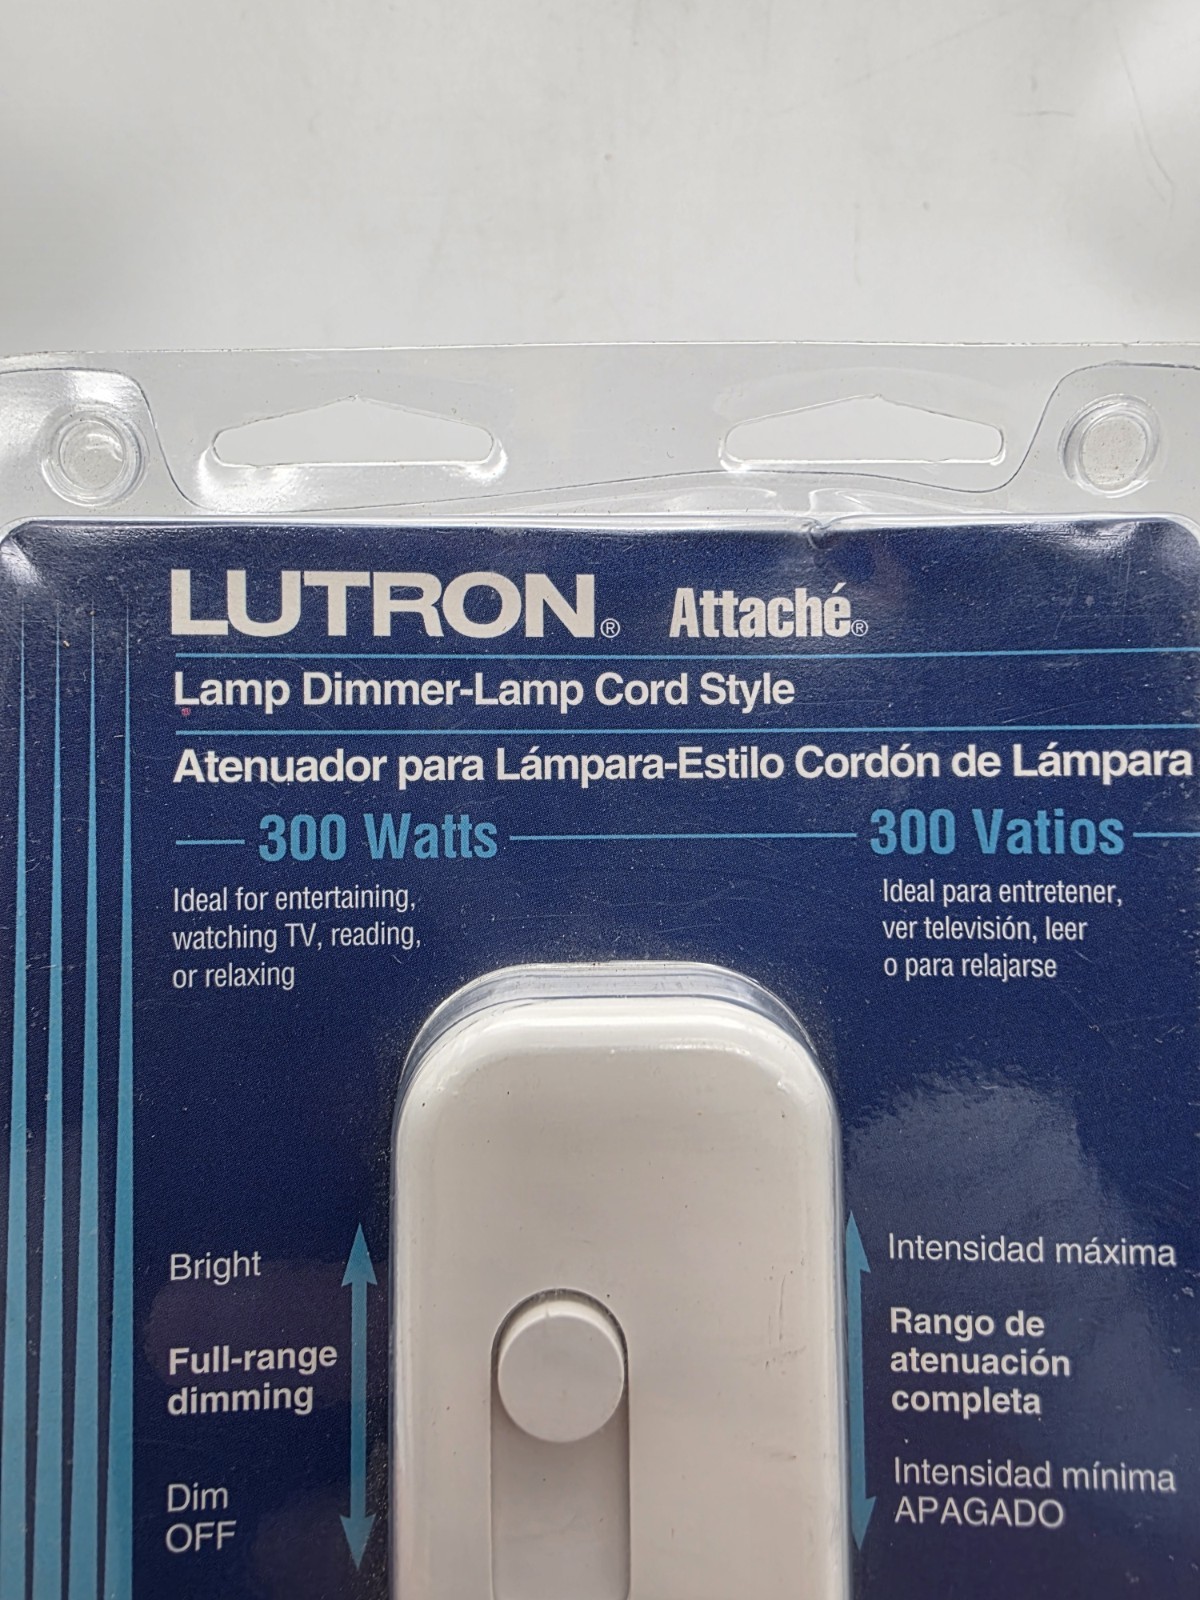 LUTRON® Attaché®
Lamp Dimmer-Lamp Cord Style
Atenuador para Lámpara-Estilo Cordón de Lámpara
300 Watts
Ideal for entertaining,
watching TV, reading,
or relaxing
300 Vatios
Ideal para entretener,
ver televisión, leer
o para relajarse
Bright
Full-range
dimming
Dim
OFF
Intensidad máxima
Rango de
atenuación
completa
Intensidad mínima
APAGADO